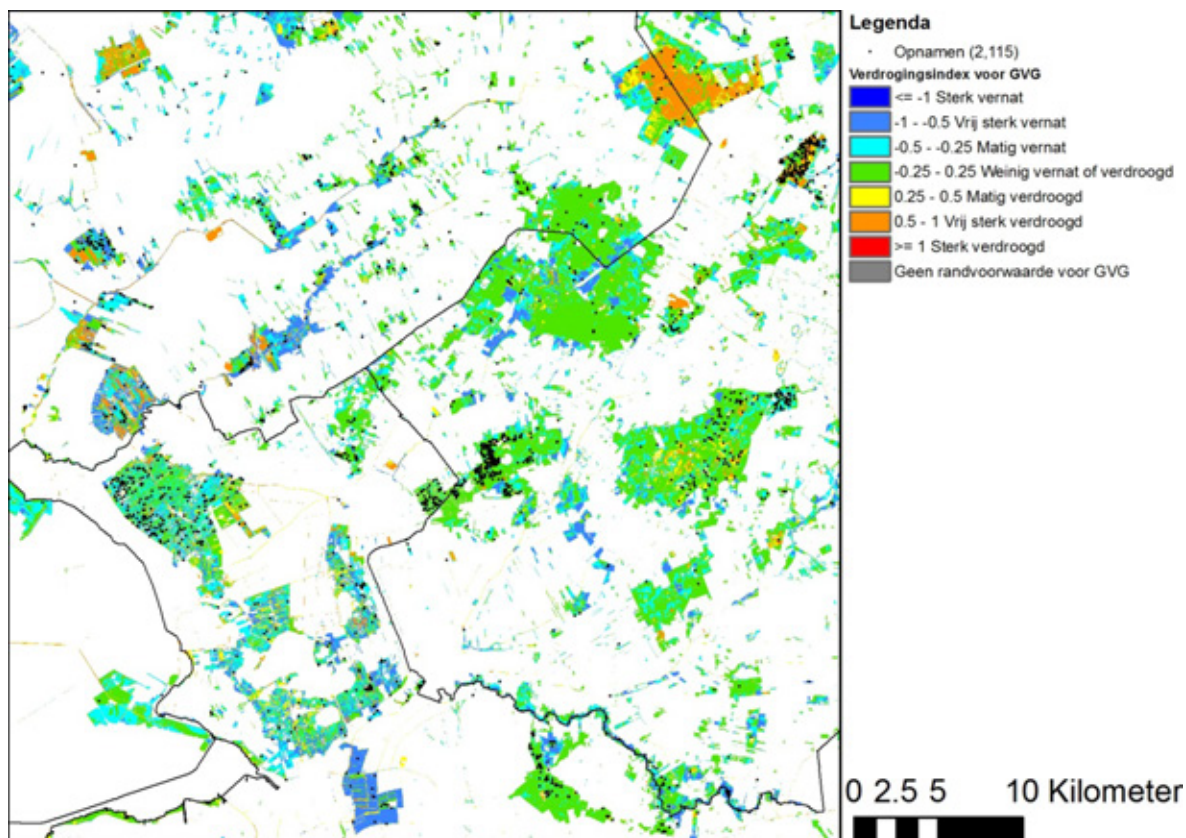 Legenda
Opnamen (2,115)
Verdrogingsindex voor GVG
<= -1 Sterk vernat
-1 - -0.5 Vrij sterk vernat
-0.5 - -0.25 Matig vernat
-0.25 - 0.25 Weinig vernat of verdroogd
0.25 - 0.5 Matig verdroogd
0.5 - 1 Vrij sterk verdroogd
>= 1 Sterk verdroogd
Geen randvoorwaarde voor GVG
0 2.5 5 10 Kilometer